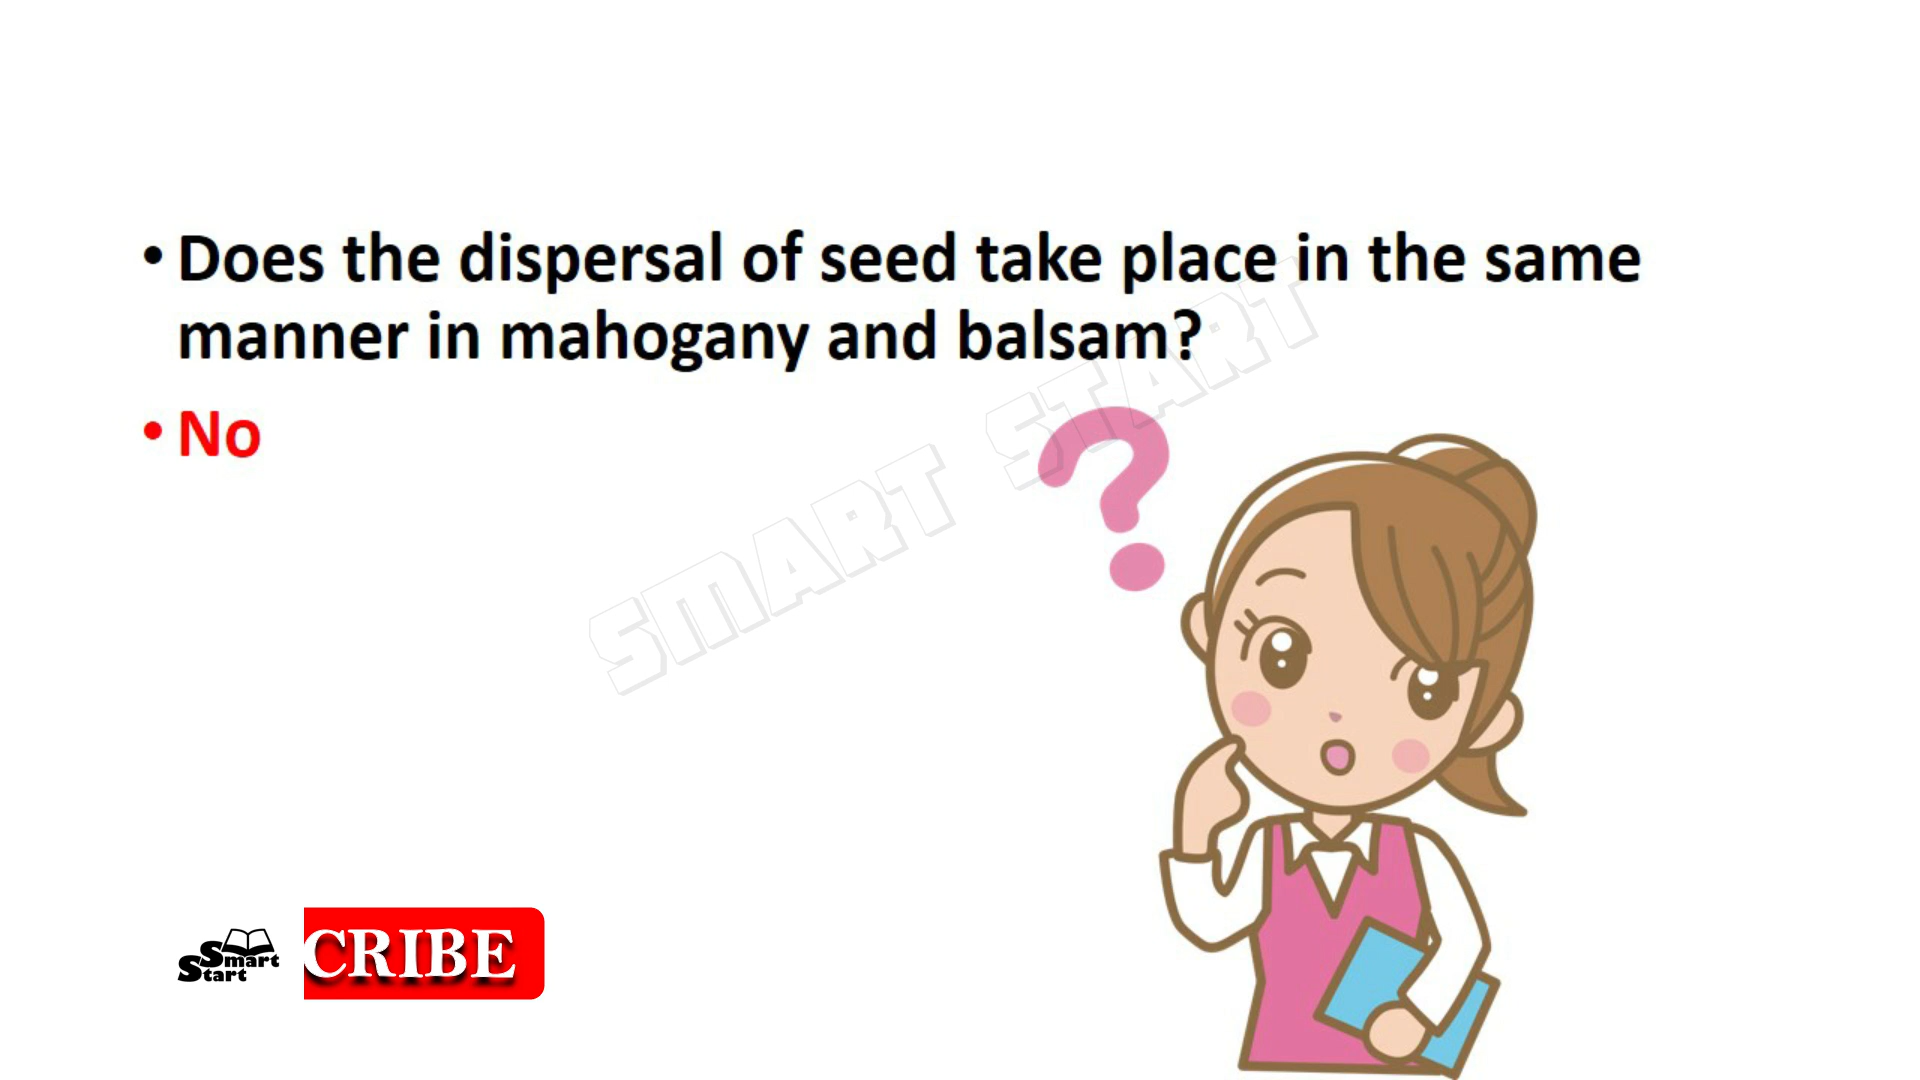 • Does the dispersal of seed take place in the same
manner in mahogany and balsam?
• No
SMART START
Smart
Start
CRIBE